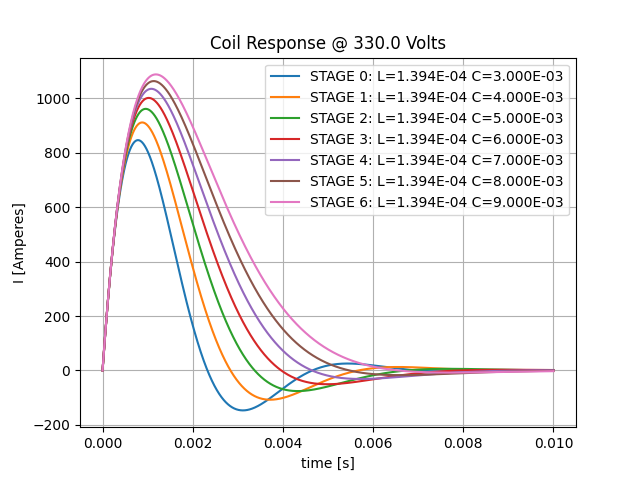 Coil Response @ 330.0 Volts
STAGE 0: L=1.394E-04 C=3.000E-03
STAGE 1: L=1.394E-04 C=4.000E-03
STAGE 2: L=1.394E-04 C=5.000E-03
STAGE 3: L=1.394E-04 C=6.000E-03
STAGE 4: L=1.394E-04 C=7.000E-03
STAGE 5: L=1.394E-04 C=8.000E-03
STAGE 6: L=1.394E-04 C=9.000E-03
I [Amperes]
1000
800
600
400
200
0
−200
0.000 0.002 0.004 0.006 0.008 0.010
time [s]